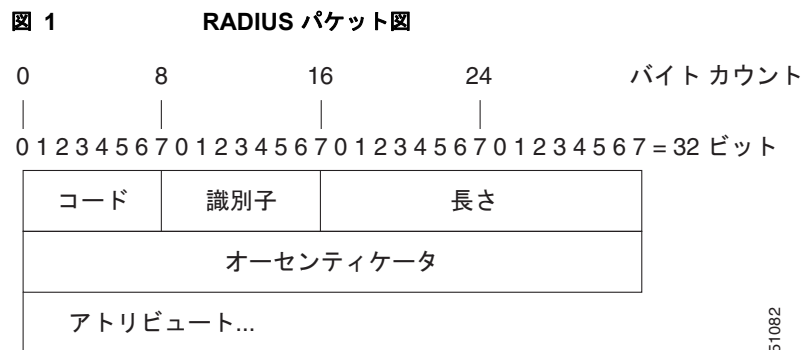 図 1 RADIUS パケット図
0 8 16 24 バイト カウント
0 1 2 3 4 5 6 7 0 1 2 3 4 5 6 7 0 1 2 3 4 5 6 7 0 1 2 3 4 5 6 7 = 32 ビット
コード 識別子 長さ
オーセンティケータ
アトリビュート...